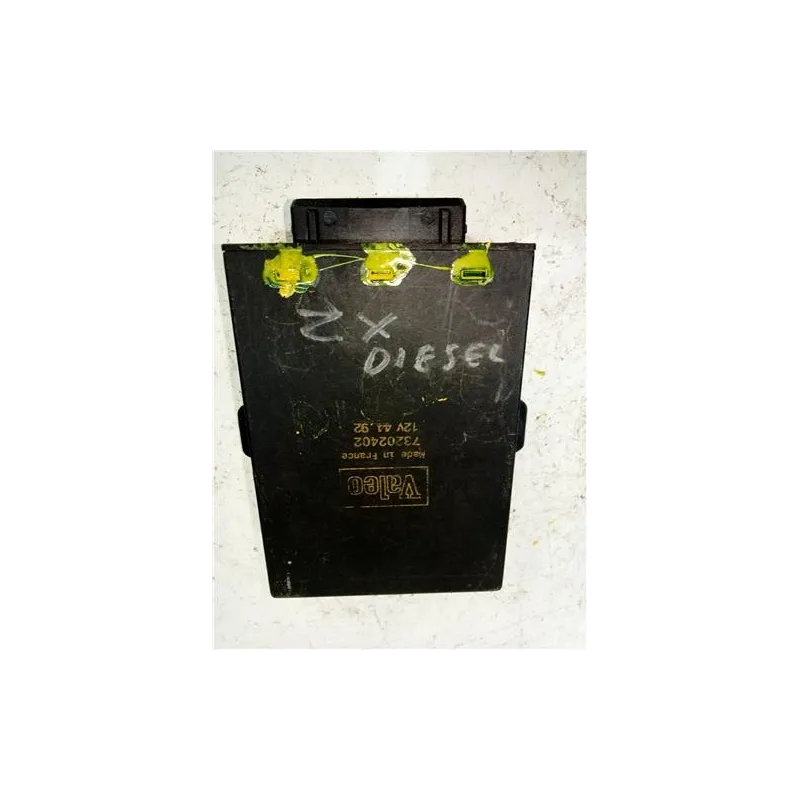 ZX
DIESEL
Valeo
Made in France
73202402
12V 41.92